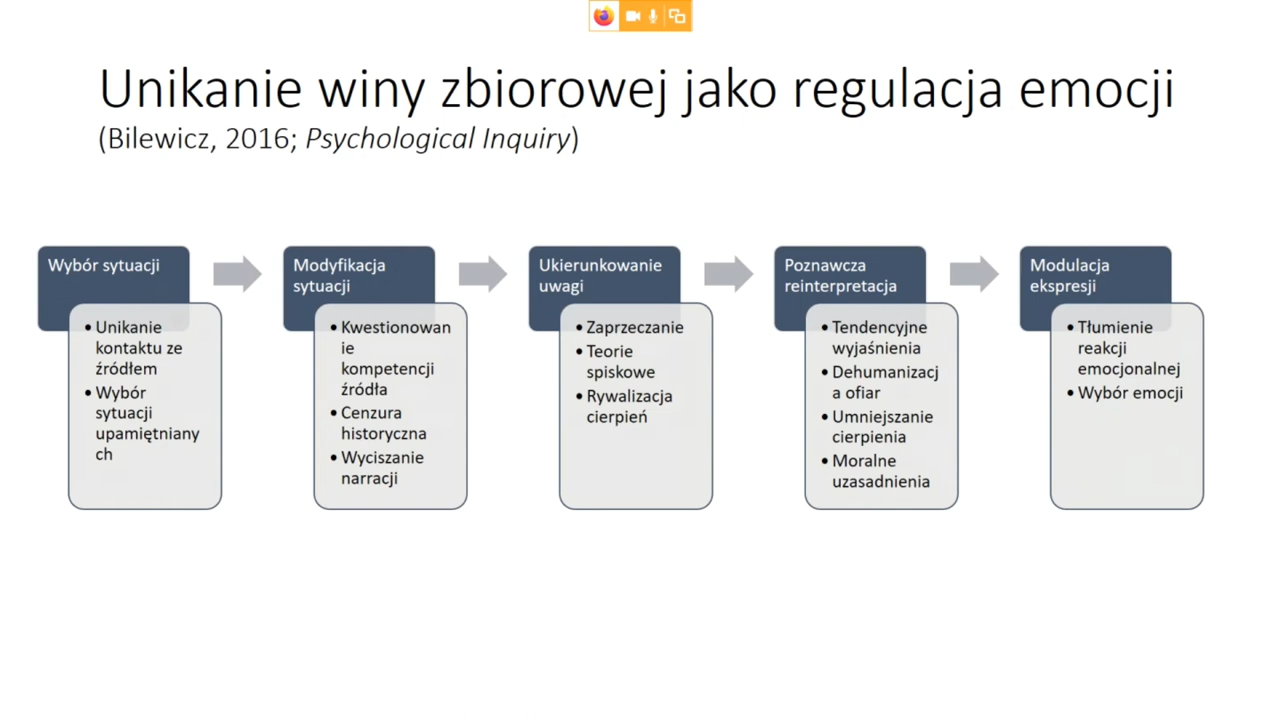 Unikanie winy zbiorowej jako regulacja emocji
(Bilewicz, 2016; Psychological Inquiry)
Wybór sytuacji
• Unikanie
kontaktu ze
źródłem
• Wybór
sytuacji
upamiętniany
ch
Modyfikacja
sytuacji
• Kwestionowan
ie
kompetencji
źródła
• Cenzura
historyczna
• Wyciszanie
narracji
Ukierunkowanie
uwagi
• Zaprzeczanie
• Teorie
spiskowe
• Rywalizacja
cierpień
Poznawcza
reinterpretacja
• Tendencyjne
wyjaśnienia
• Dehumanizacj
a ofiar
• Umniejszanie
cierpienia
• Moralne
uzasadnienia
Modulacja
ekspresji
• Tłumienie
reakcji
emocjonalnej
• Wybór emocji